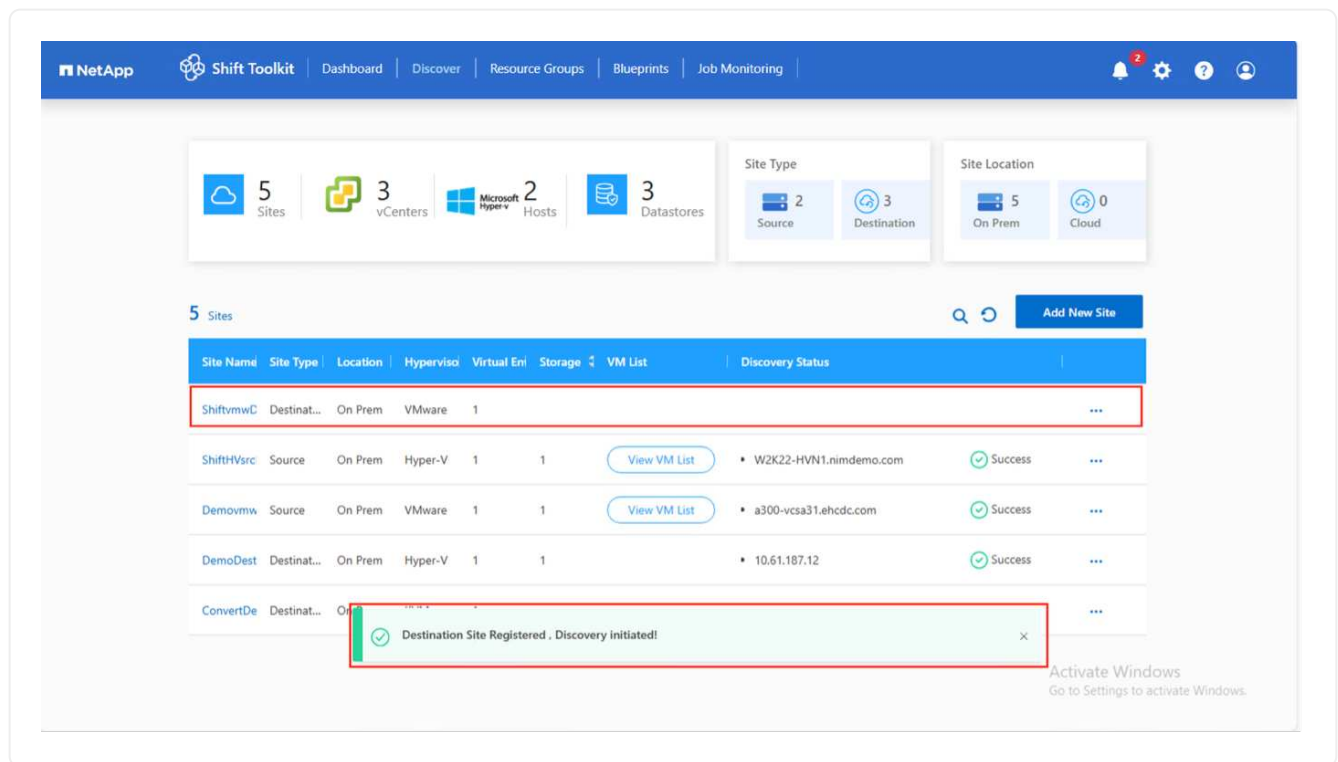 NetApp Shift Toolkit Dashboard Discover Resource Groups Blueprints Job Monitoring 2
5 Sites
3 vCenters
Microsoft Hyper-V 2 Hosts
3 Datastores
Site Type
2 Source
3 Destination
Site Location
5 On Prem
0 Cloud
5 Sites
Add New Site
Site Name Site Type Location Hyperviso Virtual En Storage VM List Discovery Status
ShiftvmwD Destinat... On Prem VMware 1 ...
ShiftHVsrc Source On Prem Hyper-V 1 1 View VM List • W2K22-HVN1.nimdemo.com Success ...
Demovmw Source On Prem VMware 1 1 View VM List • a300-vcsa31.ehcdc.com Success ...
DemoDest Destinat... On Prem Hyper-V 1 1 • 10.61.187.12 Success ...
ConvertDe Destinat... ...
Destination Site Registered , Discovery initiated! ×
Activate Windows
Go to Settings to activate Windows.